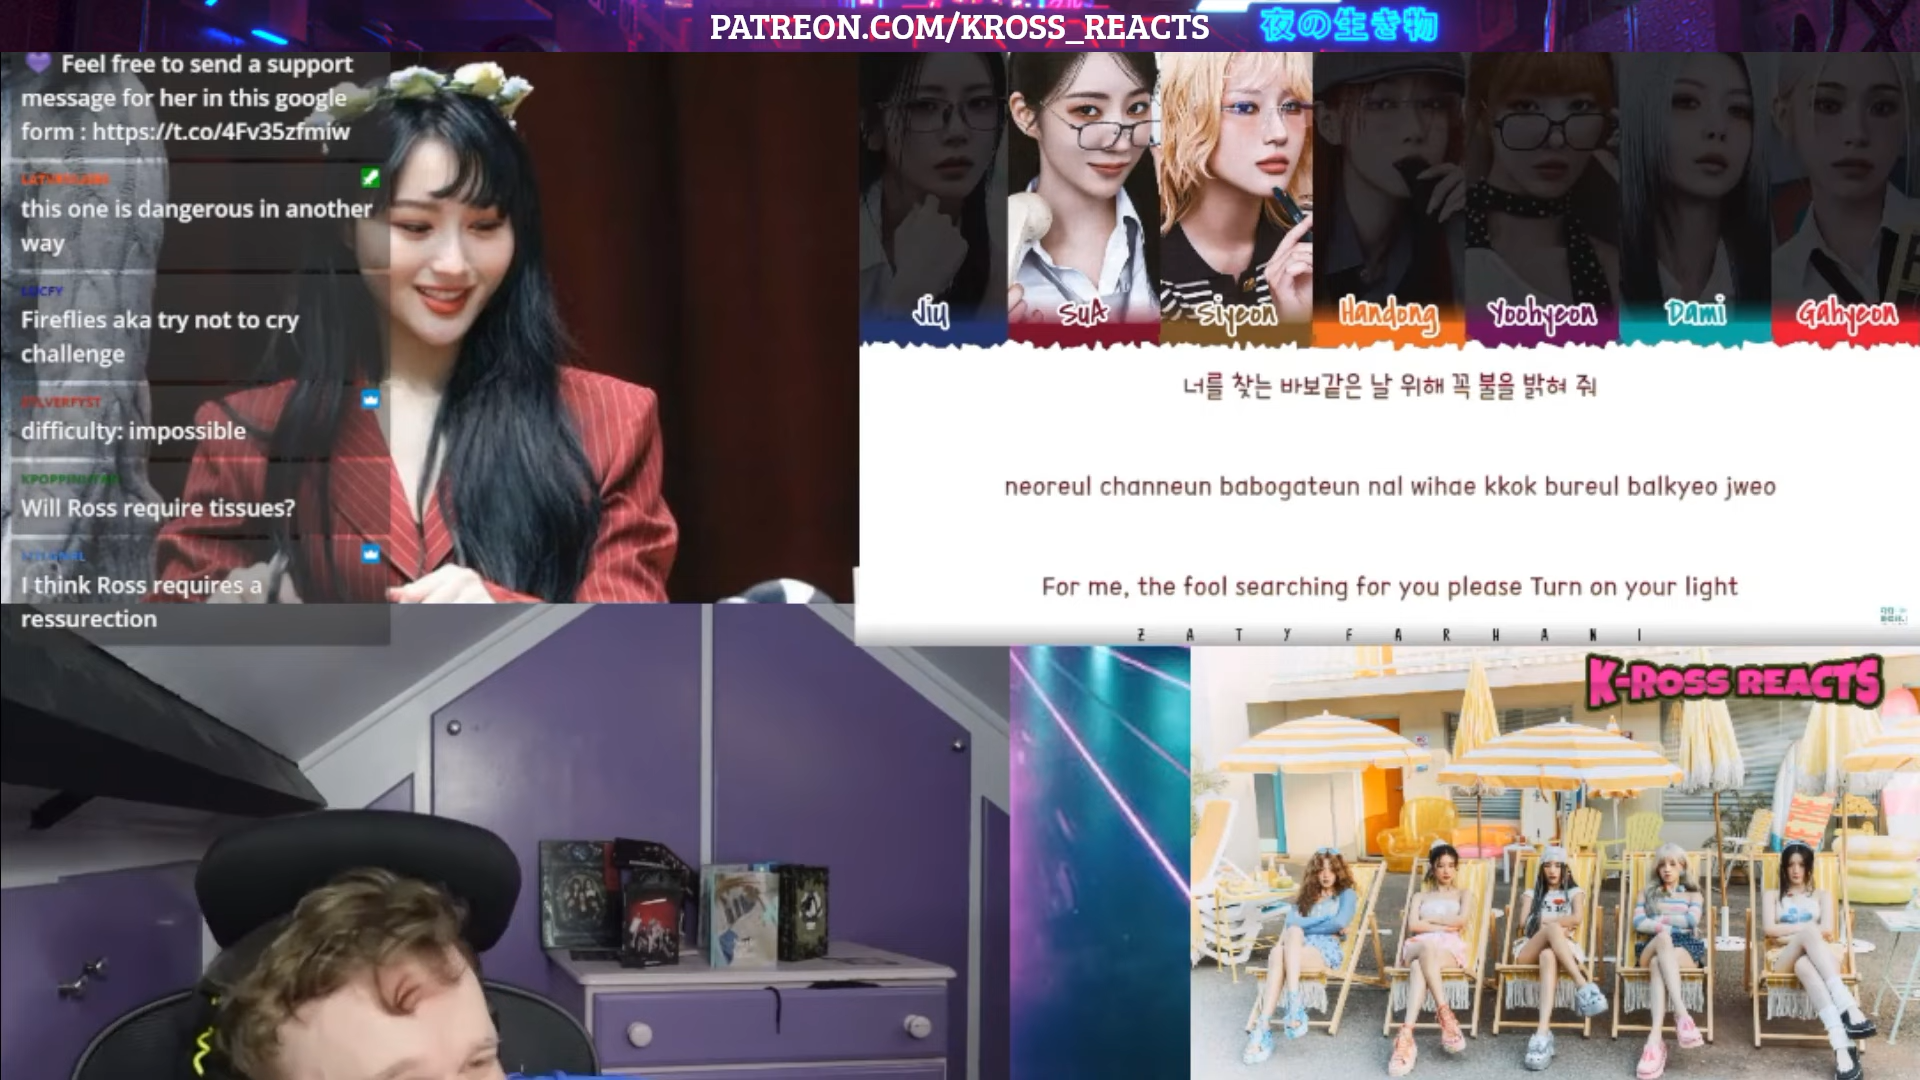 PATREON.COM/KROSS_REACTS
夜の生き物
Feel free to send a support
message for her in this google
form : https://t.co/4Fv35zfmiw
this one is dangerous in another
way
Fireflies aka try not to cry
challenge
difficulty: impossible
Will Ross require tissues?
I think Ross requires a
ressurection
Jiu
SuA
Siyeon
Handong
Yoohyeon
Dami
Gahyeon
너를 찾는 바보같은 날 위해 꼭 불을 밝혀 줘
neoreul channeun babogateun nal wihae kkok bureul balkyeo jweo
For me, the fool searching for you please Turn on your light
ZATY FARHANI
K-ROSS REACTS